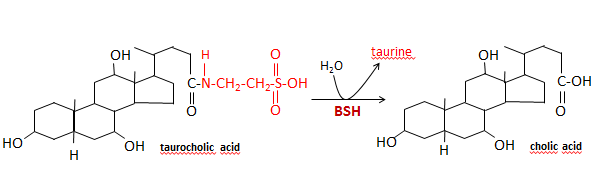 OH H O
C-N-CH2-CH2-S-OH
O O
HO H OH taurocholic acid
H2O taurine
BSH
OH
C-OH
O
HO H OH cholic acid